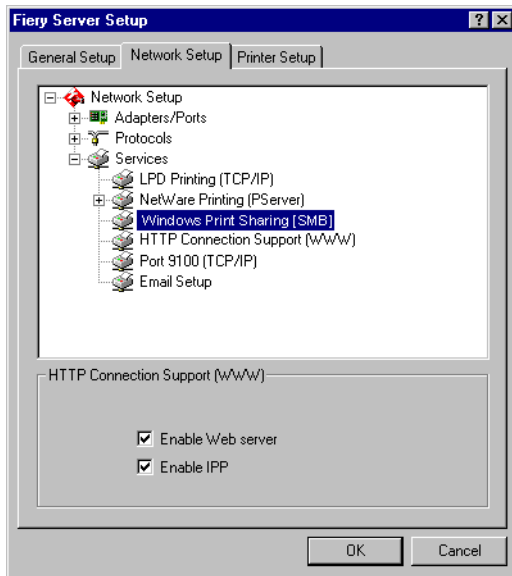 Fiery Server Setup
General Setup Network Setup Printer Setup
Network Setup
Adapters/Ports
Protocols
Services
LPD Printing (TCP/IP)
NetWare Printing (PServer)
Windows Print Sharing [SMB]
HTTP Connection Support (WWW)
Port 9100 (TCP/IP)
Email Setup
HTTP Connection Support (WWW)
Enable Web server
Enable IPP
OK Cancel